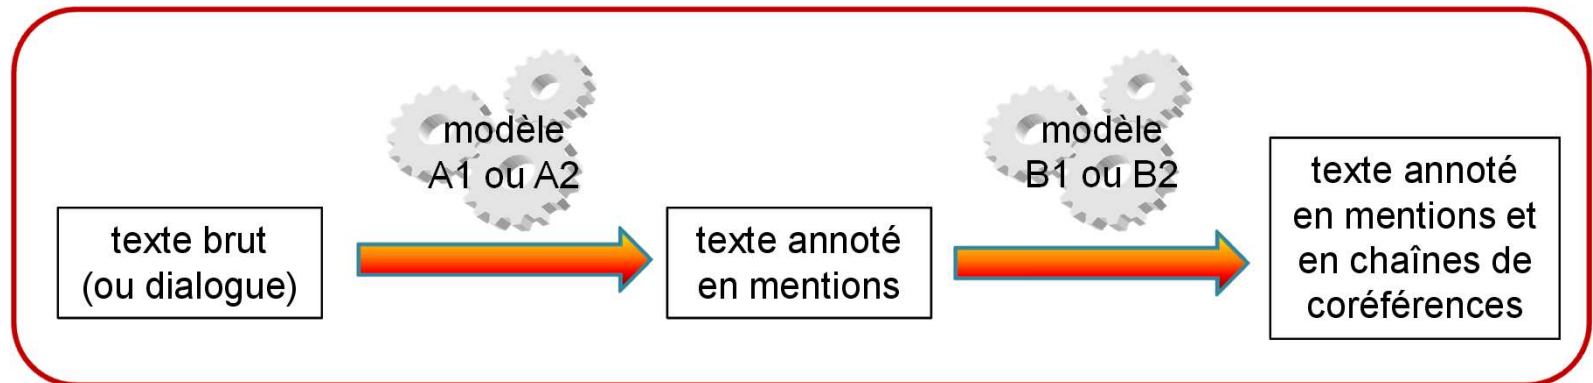 texte brut
(ou dialogue)
modèle
A1 ou A2
texte annoté
en mentions
modèle
B1 ou B2
texte annoté
en mentions et
en chaînes de
coréférences